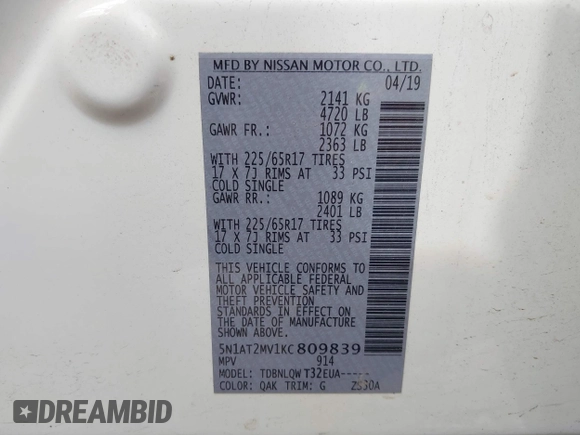 MFD BY NISSAN MOTOR CO., LTD.
DATE: 04/19
GVWR: 2141 KG
4720 LB
GAWR FR.: 1072 KG
2363 LB
WITH 225/65R17 TIRES
17 X 7J RIMS AT 33 PSI
COLD SINGLE
GAWR RR.: 1089 KG
2401 LB
WITH 225/65R17 TIRES
17 X 7J RIMS AT 33 PSI
COLD SINGLE
THIS VEHICLE CONFORMS TO
ALL APPLICABLE FEDERAL
MOTOR VEHICLE SAFETY AND
THEFT PREVENTION
STANDARDS IN EFFECT ON
THE DATE OF MANUFACTURE
SHOWN ABOVE.
5N1AT2MV1KC809839
MPV 914
MODEL: TDBNLQWT32EUA-----
COLOR: QAK TRIM: G
DREAMBID